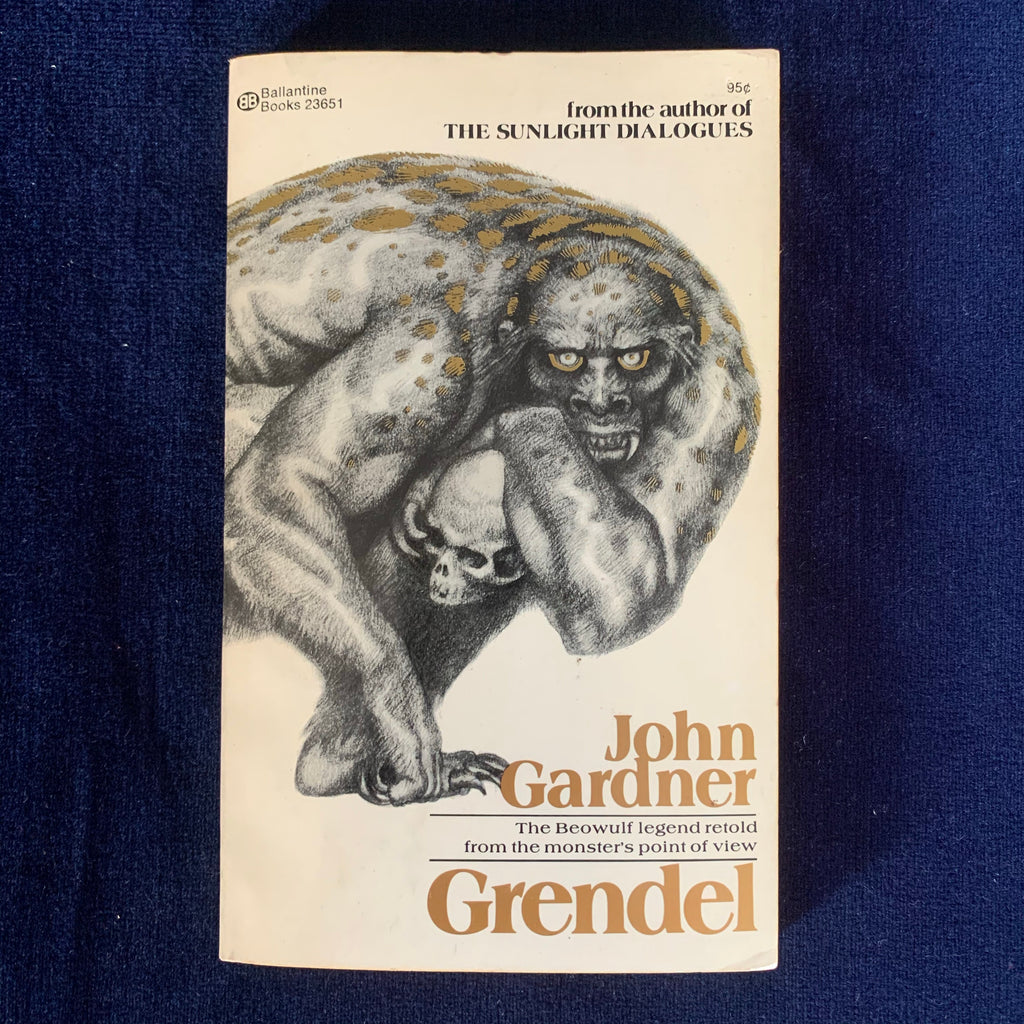 BB
Ballantine
Books 23651
95¢
from the author of
THE SUNLIGHT DIALOGUES
John
Gardner
The Beowulf legend retold
from the monster's point of view
Grendel